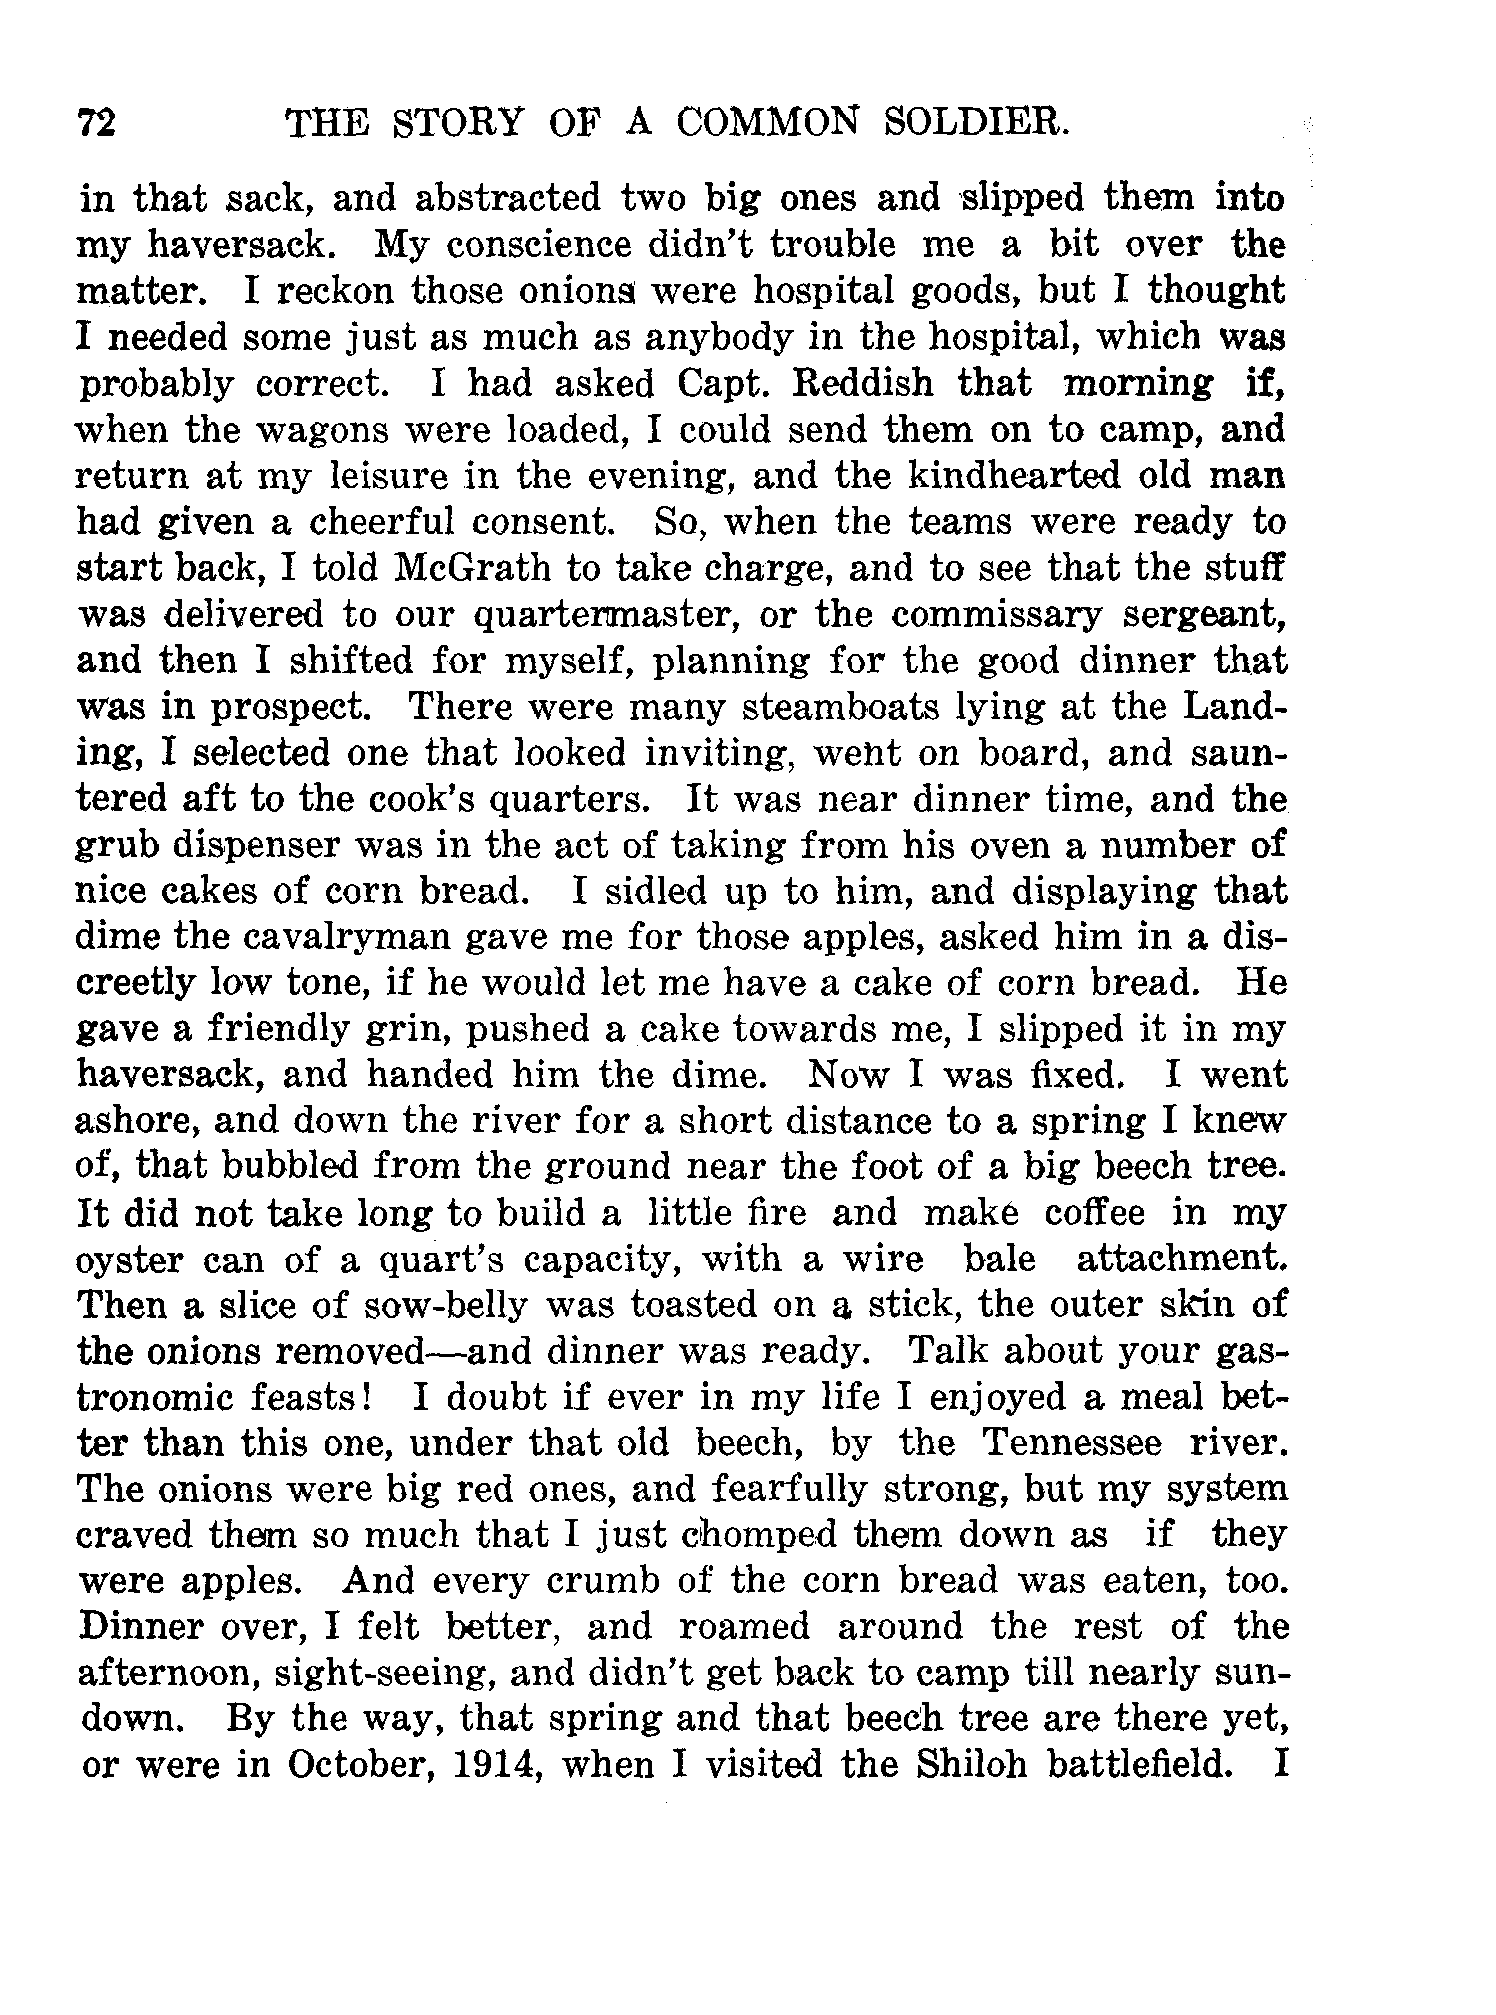 72 THE STORY OF A COMMON SOLDIER.
in that sack, and abstracted two big ones and slipped them into
my haversack. My conscience didn't trouble me a bit over the
matter. I reckon those onions were hospital goods, but I thought
I needed some just as much as anybody in the hospital, which was
probably correct. I had asked Capt. Reddish that morning if,
when the wagons were loaded, I could send them on to camp, and
return at my leisure in the evening, and the kindhearted old man
had given a cheerful consent. So, when the teams were ready to
start back, I told McGrath to take charge, and to see that the stuff
was delivered to our quartermaster, or the commissary sergeant,
and then I shifted for myself, planning for the good dinner that
was in prospect. There were many steamboats lying at the Land-
ing, I selected one that looked inviting, went on board, and saun-
tered aft to the cook's quarters. It was near dinner time, and the
grub dispenser was in the act of taking from his oven a number of
nice cakes of corn bread. I sidled up to him, and displaying that
dime the cavalryman gave me for those apples, asked him in a dis-
creetly low tone, if he would let me have a cake of corn bread. He
gave a friendly grin, pushed a cake towards me, I slipped it in my
haversack, and handed him the dime. Now I was fixed. I went
ashore, and down the river for a short distance to a spring I knew
of, that bubbled from the ground near the foot of a big beech tree.
It did not take long to build a little fire and make coffee in my
oyster can of a quart's capacity, with a wire bale attachment.
Then a slice of sow-belly was toasted on a stick, the outer skin of
the onions removed—and dinner was ready. Talk about your gas-
tronomic feasts! I doubt if ever in my life I enjoyed a meal bet-
ter than this one, under that old beech, by the Tennessee river.
The onions were big red ones, and fearfully strong, but my system
craved them so much that I just chomped them down as if they
were apples. And every crumb of the corn bread was eaten, too.
Dinner over, I felt better, and roamed around the rest of the
afternoon, sight-seeing, and didn't get back to camp till nearly sun-
down. By the way, that spring and that beech tree are there yet,
or were in October, 1914, when I visited the Shiloh battlefield. I